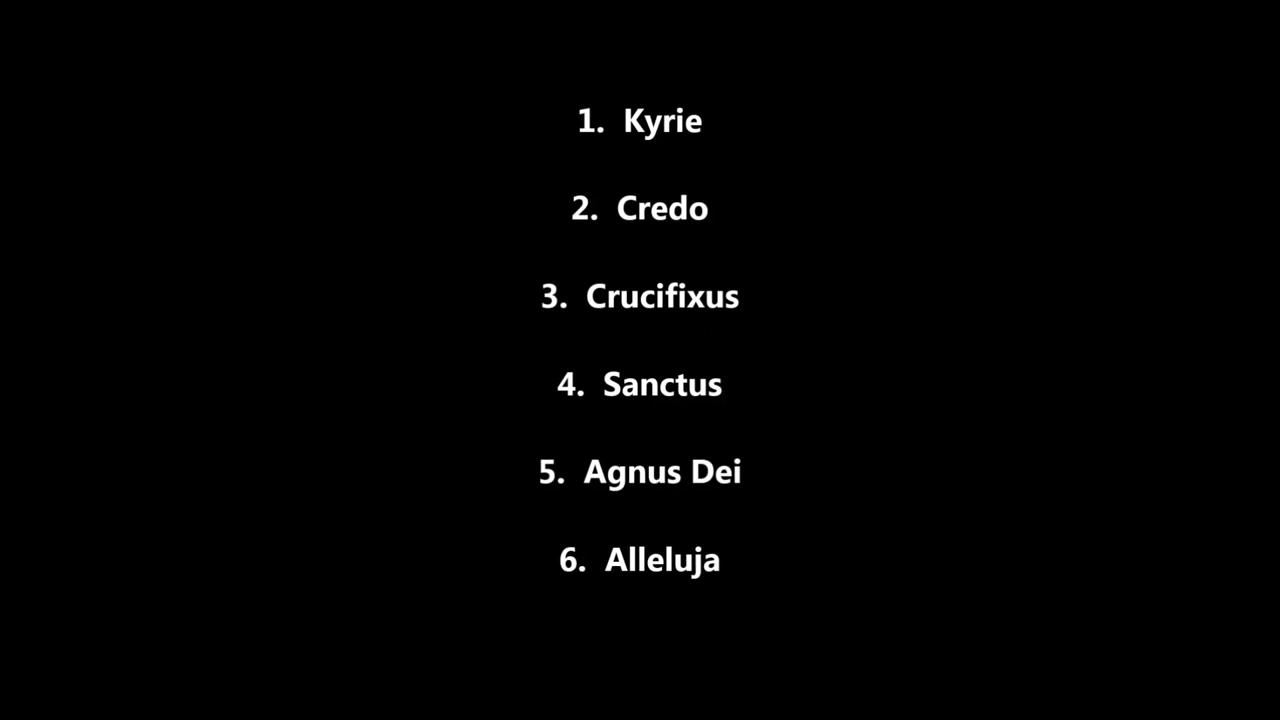 1. Kyrie
2. Credo
3. Crucifixus
4. Sanctus
5. Agnus Dei
6. Alleluja